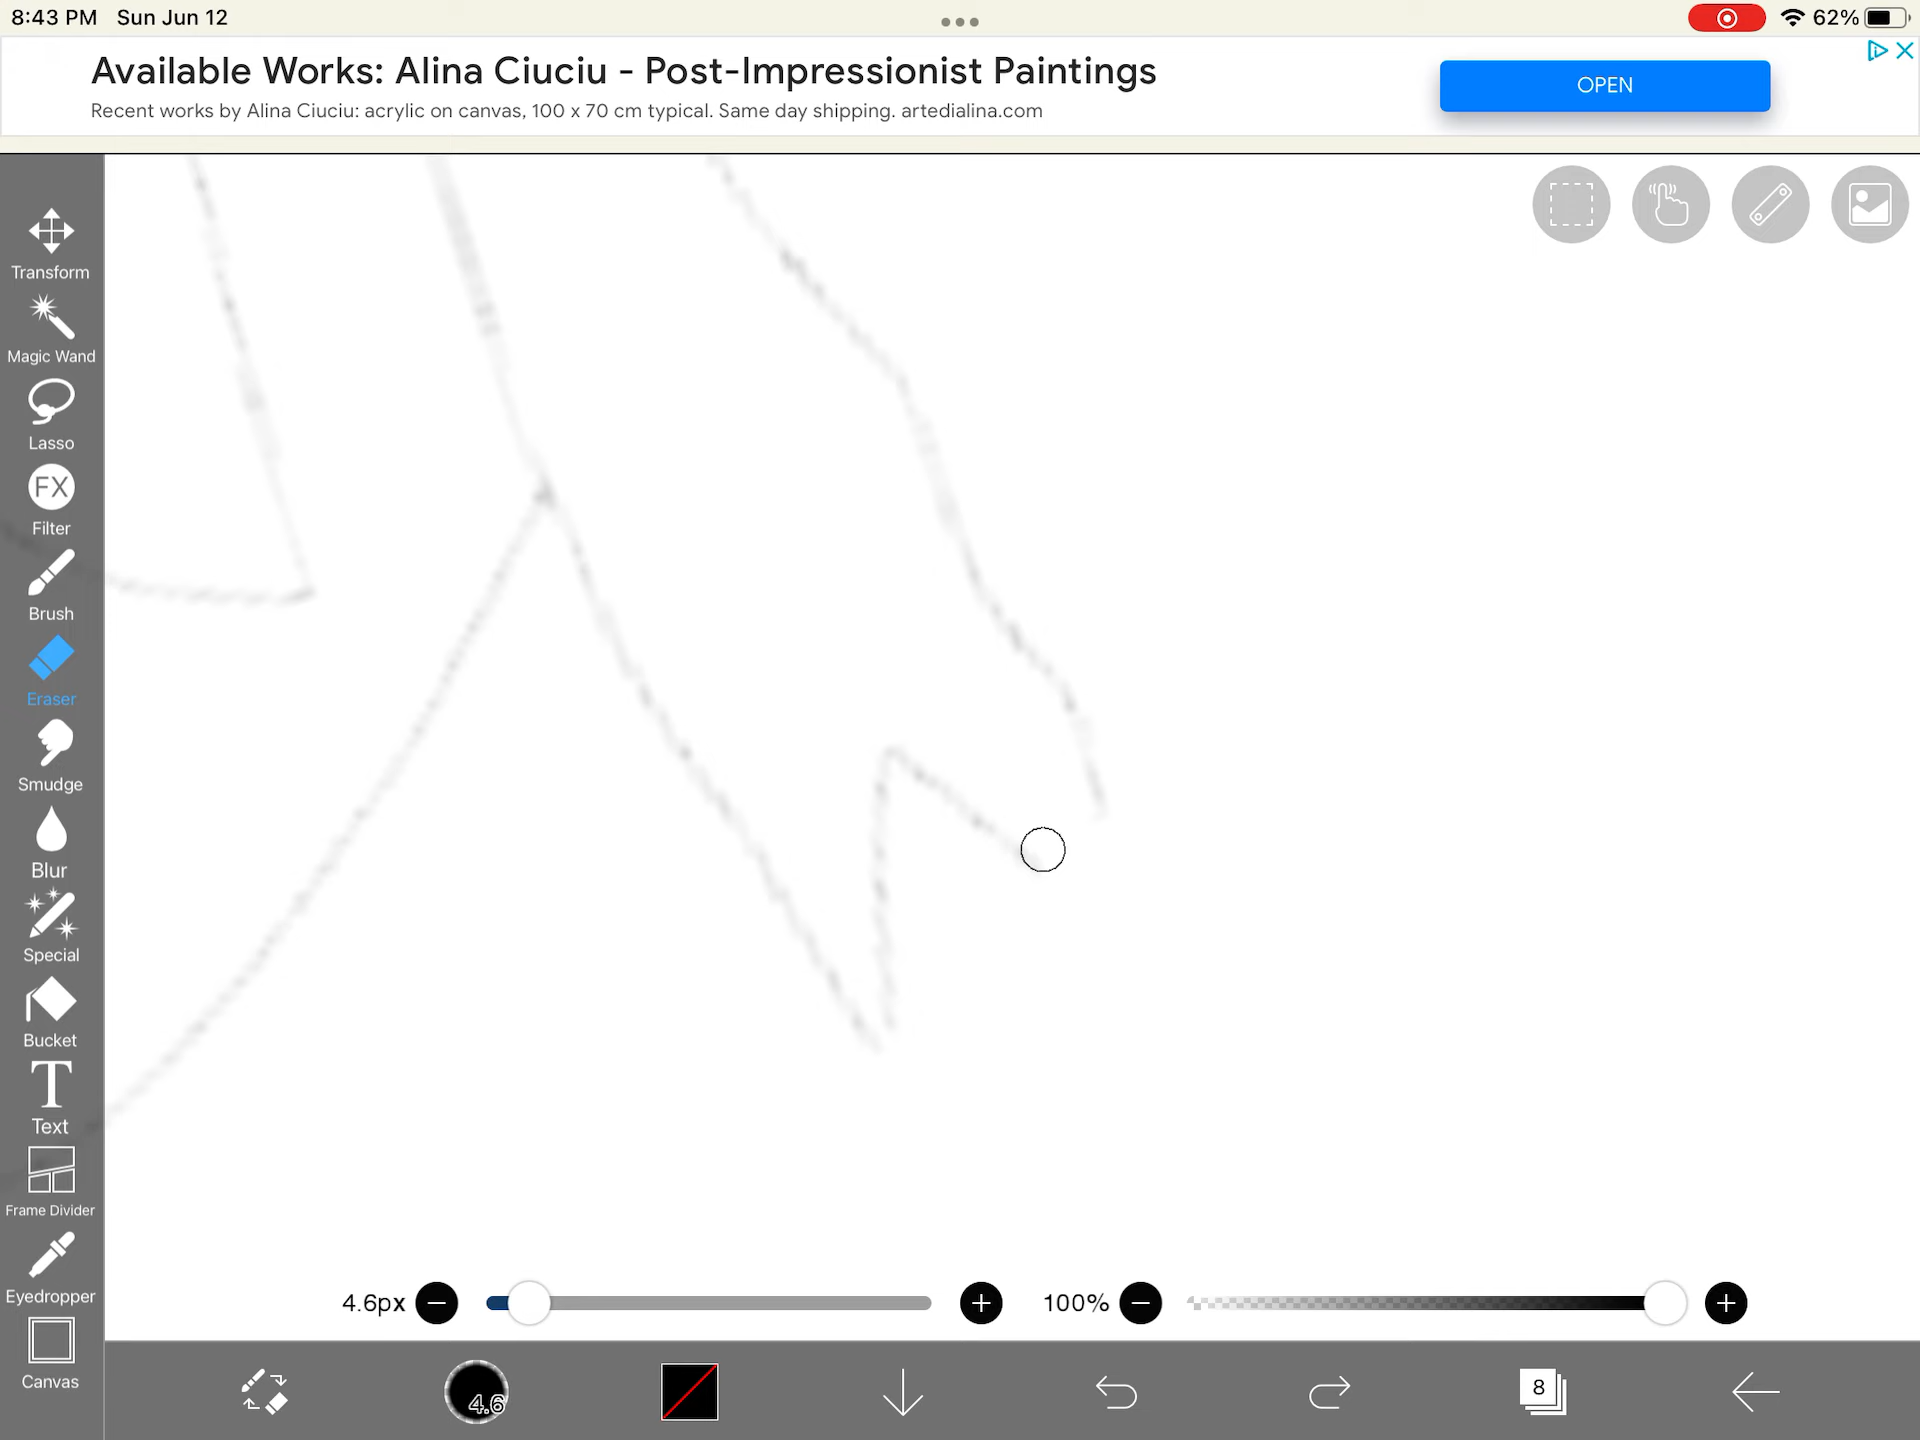 8:43 PM Sun Jun 12
62%
Available Works: Alina Ciuciu - Post-Impressionist Paintings
Recent works by Alina Ciuciu: acrylic on canvas, 100 x 70 cm typical. Same day shipping. artedialina.com
OPEN
Transform
Magic Wand
Lasso
FX
Filter
Brush
Eraser
Smudge
Blur
Special
Bucket
T
Text
Frame Divider
Eyedropper
Canvas
4.6px
100%
4.6
8